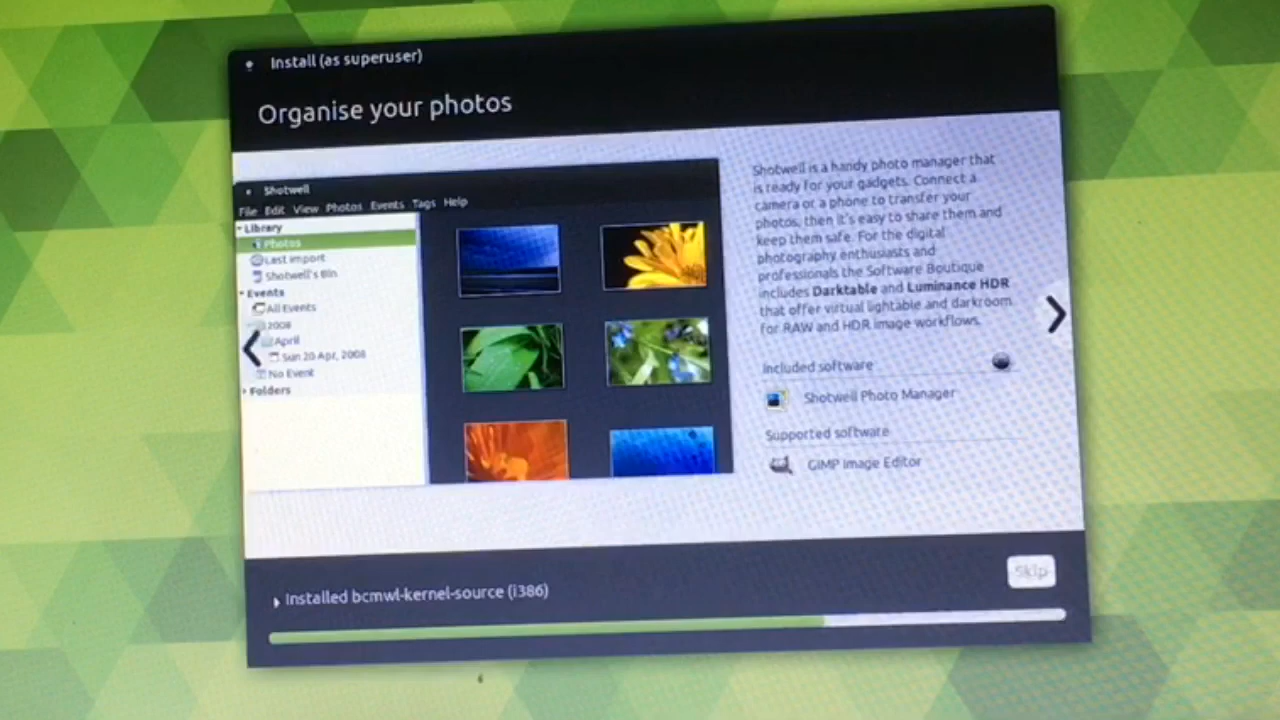 Install (as superuser)
Organise your photos
Shotwell
File Edit View Photos Events Tags Help
Library
Photos
Last import
Shotwell's Bin
Events
All Events
2008
April
Sun 20 Apr, 2008
No Event
Folders
Shotwell is a handy photo manager that
is ready for your gadgets. Connect a
camera or a phone to transfer your
photos, then it's easy to share them and
keep them safe. For the digital
photography enthusiasts and
professionals the Software Boutique
includes Darktable and Luminance HDR
that offer virtual lightable and darkroom
for RAW and HDR image workflows.
Included software
Shotwell Photo Manager
Supported software
GIMP Image Editor
Skip
Installed bcmwl-kernel-source (i386)